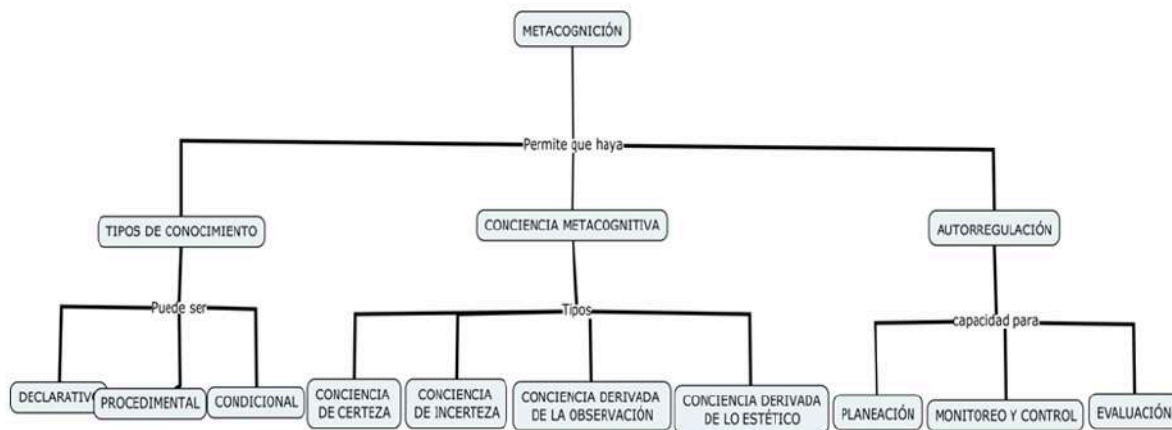 METACOGNICIÓN
Permite que haya
TIPOS DE CONOCIMIENTO
CONCIENCIA METACOGNITIVA
AUTORREGULACIÓN
Puede ser
Tipos
capacidad para
DECLARATIVO
PROCEDIMENTAL
CONDICIONAL
CONCIENCIA
DE CERTEZA
CONCIENCIA
DE INCERTEZA
CONCIENCIA DERIVADA
DE LA OBSERVACIÓN
CONCIENCIA DERIVADA
DE LO ESTÉTICO
PLANEACIÓN
MONITOREO Y CONTROL
EVALUACIÓN